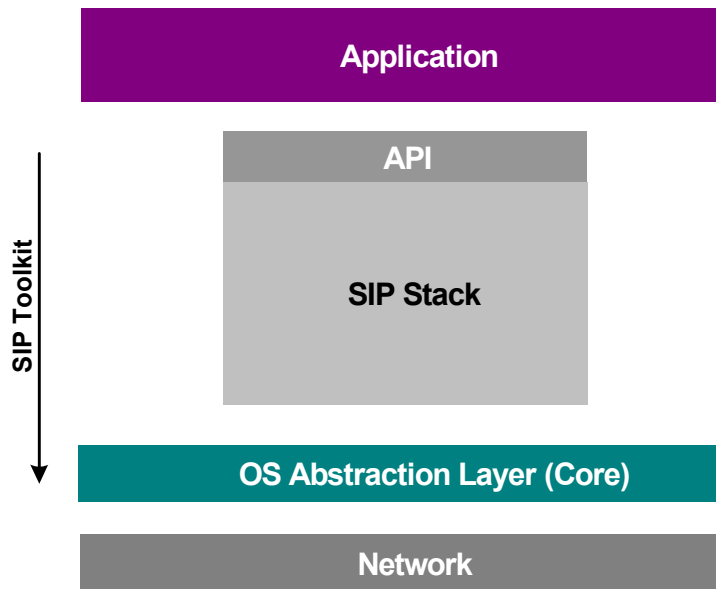 Application
API
SIP Toolkit
SIP Stack
OS Abstraction Layer (Core)
Network